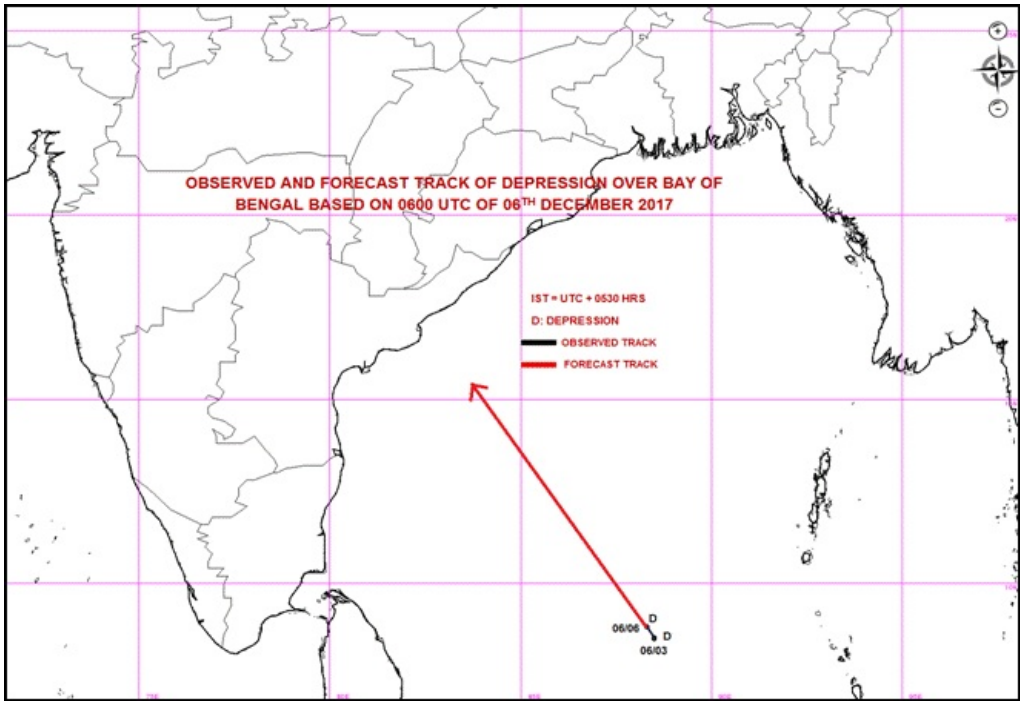 OBSERVED AND FORECAST TRACK OF DEPRESSION OVER BAY OF
BENGAL BASED ON 0600 UTC OF 06TH DECEMBER 2017
IST = UTC + 0530 HRS
D: DEPRESSION
OBSERVED TRACK
FORECAST TRACK
D
06/06
D
06/03